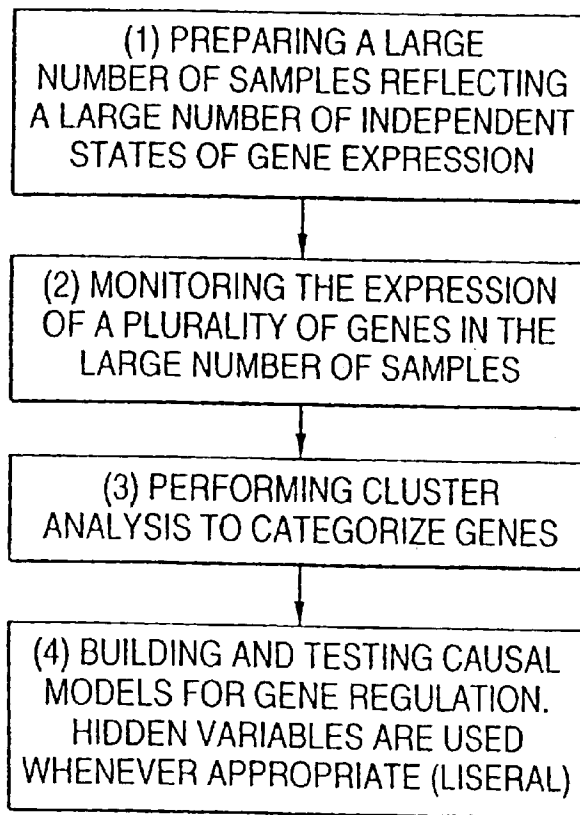 (1) PREPARING A LARGE
NUMBER OF SAMPLES REFLECTING
A LARGE NUMBER OF INDEPENDENT
STATES OF GENE EXPRESSION
(2) MONITORING THE EXPRESSION
OF A PLURALITY OF GENES IN THE
LARGE NUMBER OF SAMPLES
(3) PERFORMING CLUSTER
ANALYSIS TO CATEGORIZE GENES
(4) BUILDING AND TESTING CAUSAL
MODELS FOR GENE REGULATION.
HIDDEN VARIABLES ARE USED
WHENEVER APPROPRIATE (LISERAL)